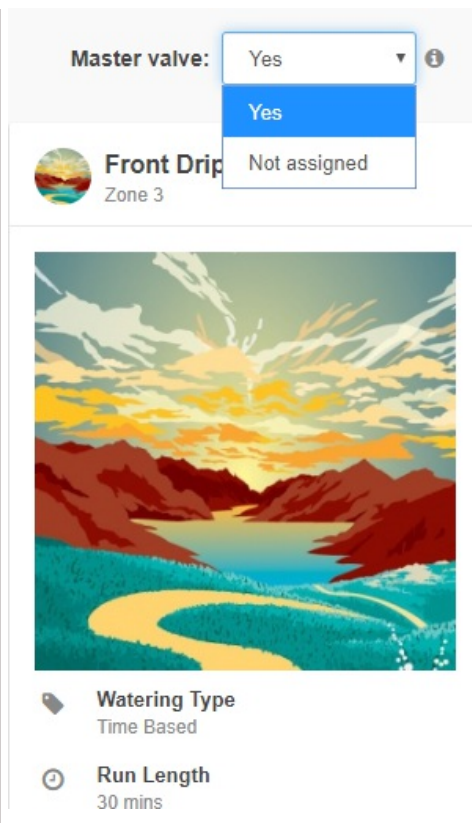 Master valve: Yes
Yes
Not assigned
Front Drip
Zone 3
Watering Type
Time Based
Run Length
30 mins